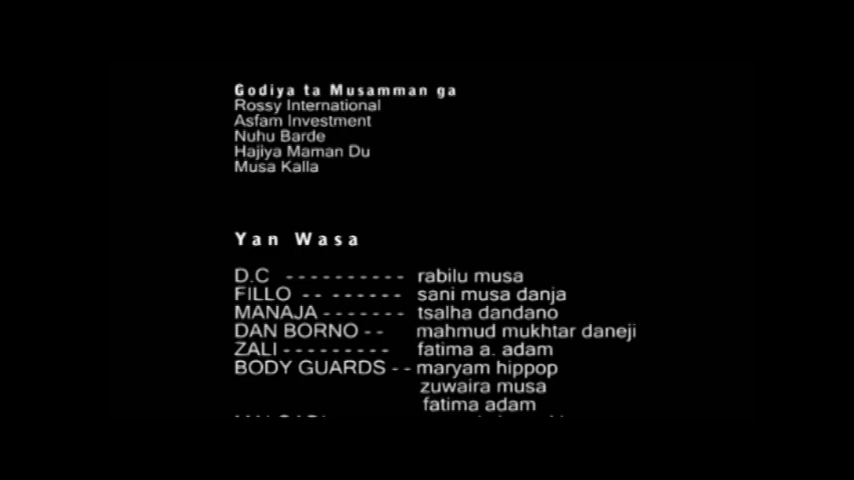 Godiya ta Musamman ga
Rossy International
Asfam Investment
Nuhu Barde
Hajiya Maman Du
Musa Kalla
Yan Wasa
D.C ---------- rabilu musa
FILLO -- ------ sani musa danja
MANAJA ------- tsalha dandano
DAN BORNO -- mahmud mukhtar daneji
ZALI --------- fatima a. adam
BODY GUARDS -- maryam hippop
zuwaira musa
fatima adam